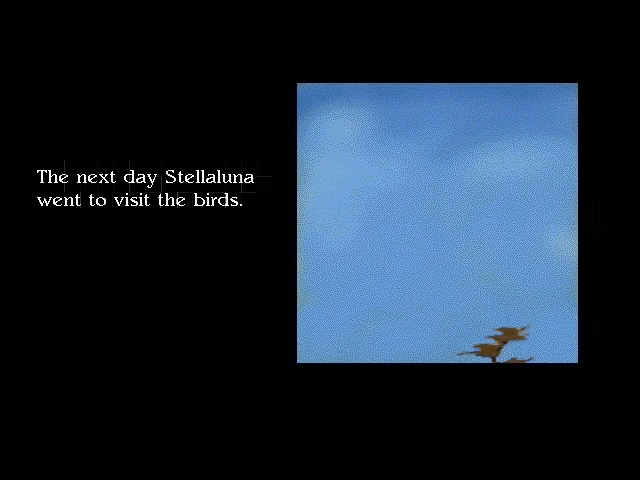 The next day Stellaluna
went to visit the birds.